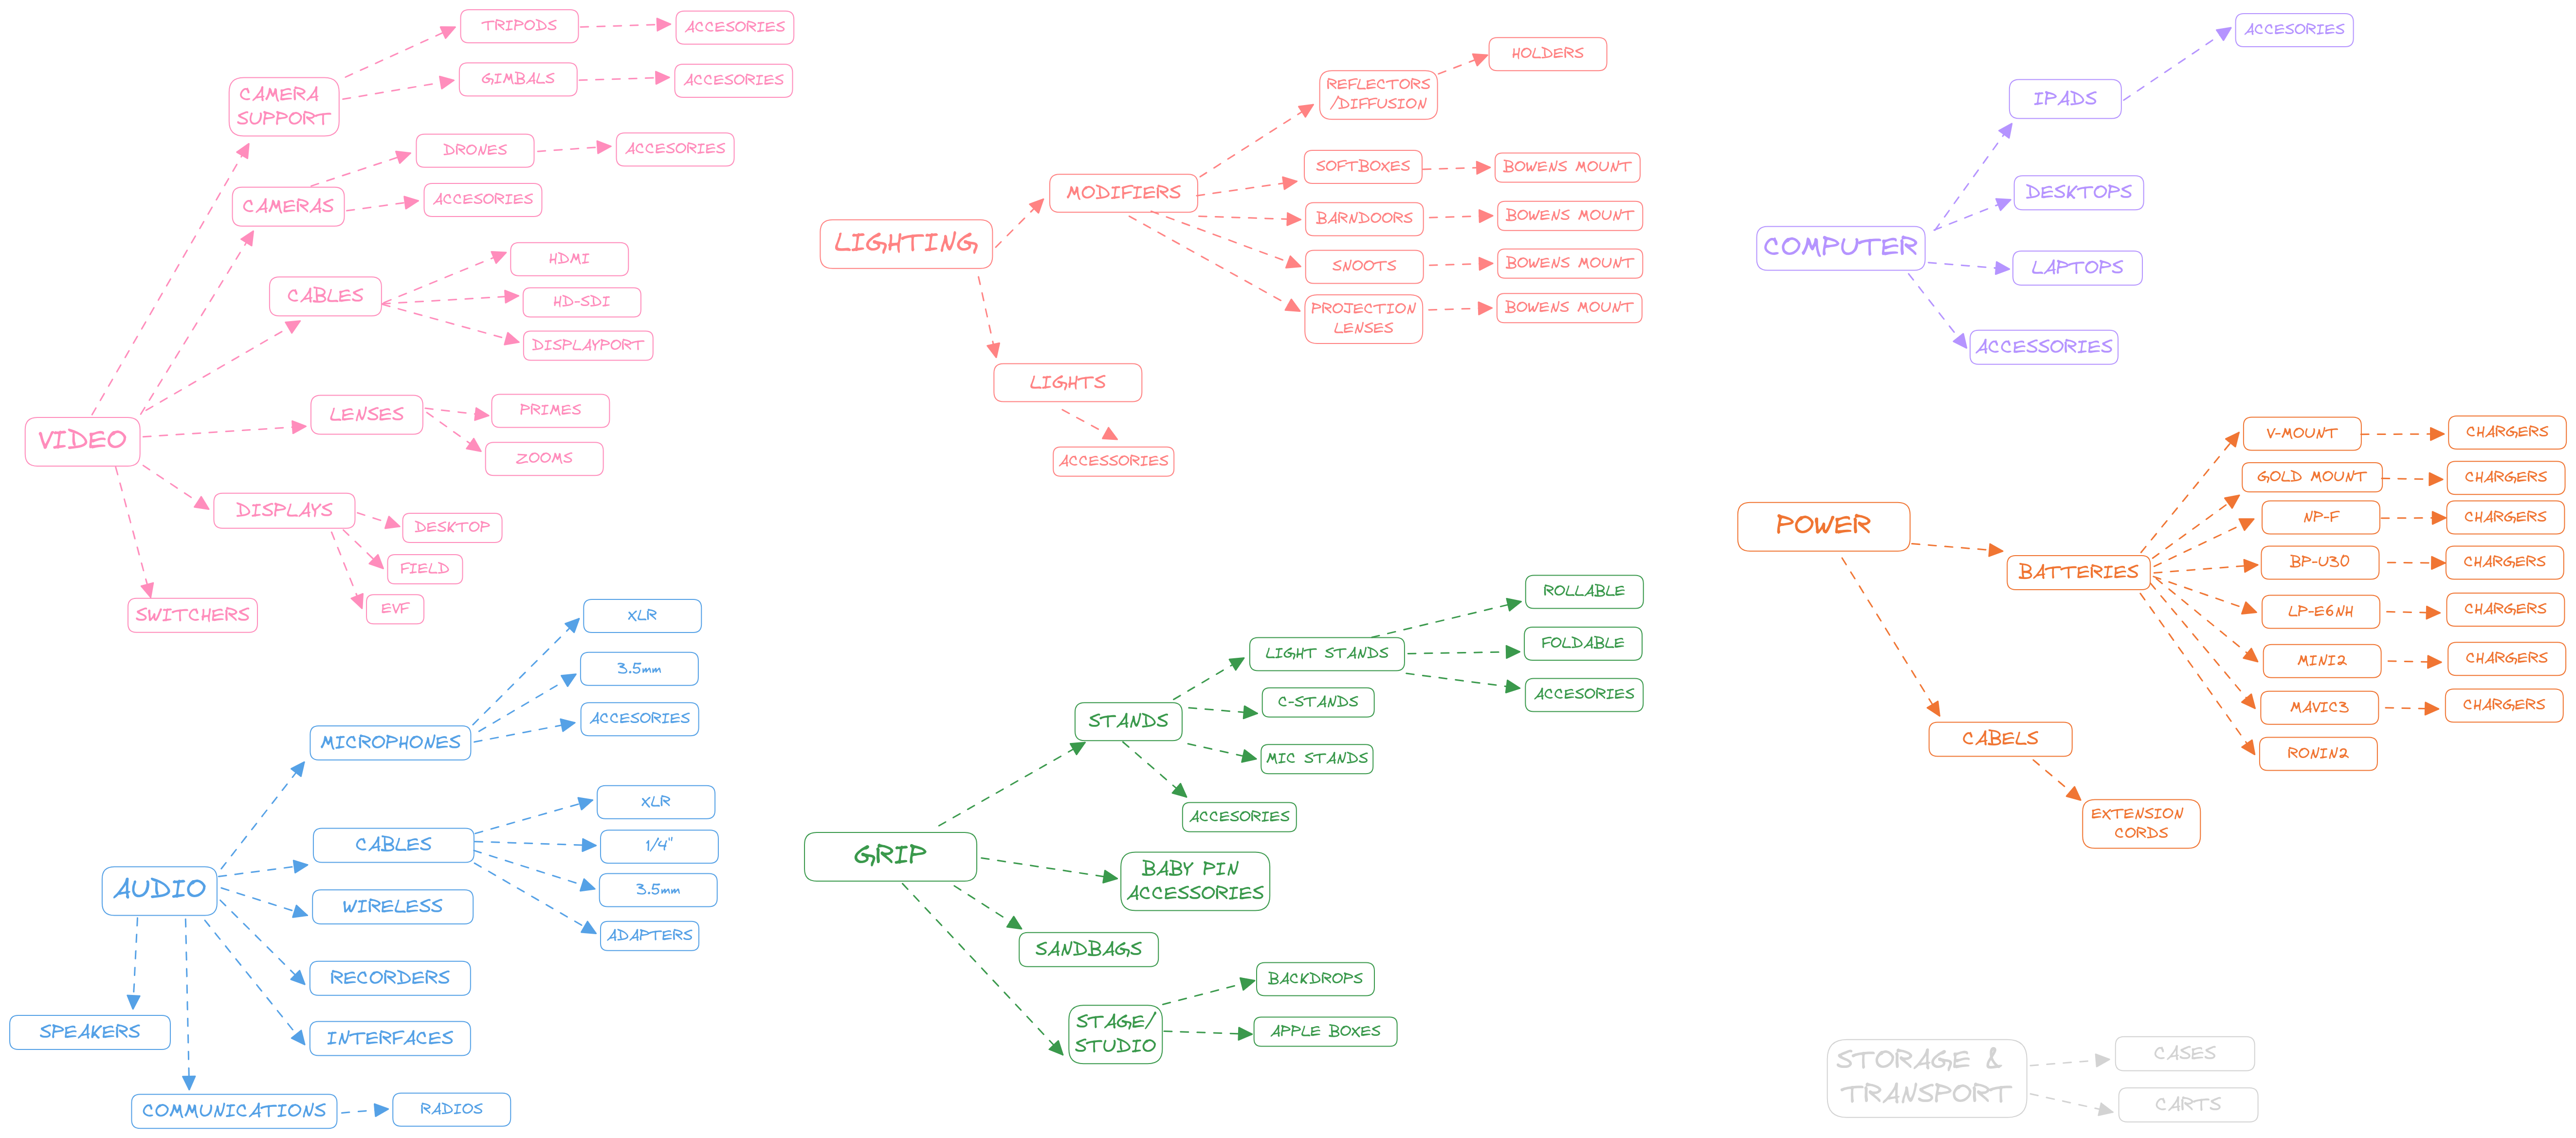 VIDEO
CAMERA
SUPPORT
TRIPODS
ACCESORIES
GIMBALS
ACCESORIES
CAMERAS
DRONES
ACCESORIES
ACCESORIES
CABLES
HDMI
HD-SDI
DISPLAYPORT
LENSES
PRIMES
ZOOMS
DISPLAYS
DESKTOP
FIELD
EVF
SWITCHERS
AUDIO
MICROPHONES
XLR
3.5mm
ACCESORIES
CABLES
XLR
1/4"
3.5mm
ADAPTERS
WIRELESS
RECORDERS
INTERFACES
SPEAKERS
COMMUNICATIONS
RADIOS
LIGHTING
MODIFIERS
REFLECTORS
/DIFFUSION
HOLDERS
SOFTBOXES
BOWENS MOUNT
BARNDOORS
BOWENS MOUNT
SNOOTS
BOWENS MOUNT
PROJECTION
LENSES
BOWENS MOUNT
LIGHTS
ACCESSORIES
GRIP
STANDS
LIGHT STANDS
ROLLABLE
FOLDABLE
ACCESORIES
C-STANDS
MIC STANDS
ACCESORIES
BABY PIN
ACCESSORIES
SANDBAGS
STAGE/
STUDIO
BACKDROPS
APPLE BOXES
COMPUTER
IPADS
ACCESORIES
DESKTOPS
LAPTOPS
ACCESSORIES
POWER
BATTERIES
V-MOUNT
CHARGERS
GOLD MOUNT
CHARGERS
NP-F
CHARGERS
BP-U30
CHARGERS
LP-E6NH
CHARGERS
MINI2
CHARGERS
MAVIC3
CHARGERS
RONIN2
CABELS
EXTENSION
CORDS
STORAGE &
TRANSPORT
CASES
CARTS